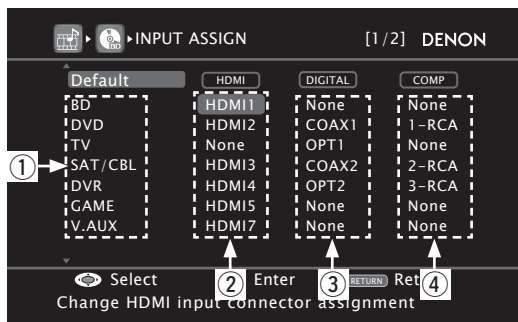 BD INPUT ASSIGN [1/2] DENON
Default HDMI DIGITAL COMP
BD HDMI1 None None
DVD HDMI2 COAX1 1-RCA
TV None OPT1 None
① SAT/CBL HDMI3 COAX2 2-RCA
DVR HDMI4 OPT2 3-RCA
GAME HDMI5 None None
V.AUX HDMI7 None None
② ③ ④
Select Enter RETURN Ret
Change HDMI input connector assignment